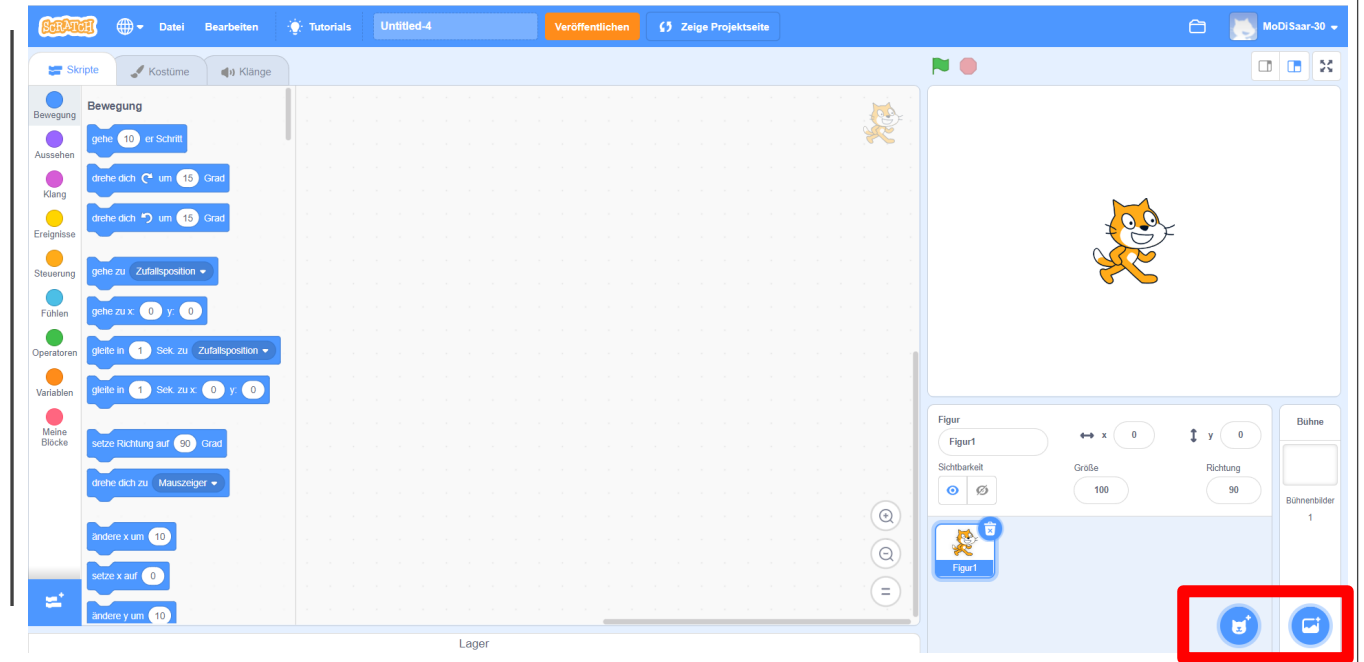 SCRATCH
Datei
Bearbeiten
Tutorials
Untitled-4
Veröffentlichen
Zeige Projektseite
MoDiSaar-30
Skripte
Kostüme
Klänge
Bewegung
Aussehen
Klang
Ereignisse
Steuerung
Fühlen
Operatoren
Variablen
Meine
Blöcke
Bewegung
gehe 10 er Schritt
drehe dich um 15 Grad
drehe dich um 15 Grad
gehe zu Zufallsposition
gehe zu x: 0 y: 0
gleite in 1 Sek. zu Zufallsposition
gleite in 1 Sek. zu x: 0 y: 0
setze Richtung auf 90 Grad
drehe dich zu Mauszeiger
ändere x um 10
setze x auf 0
ändere y um 10
Lager
Figur
Figur1
x 0
y 0
Sichtbarkeit
Größe
100
Richtung
90
Figur1
Bühne
Bühnenbilder
1